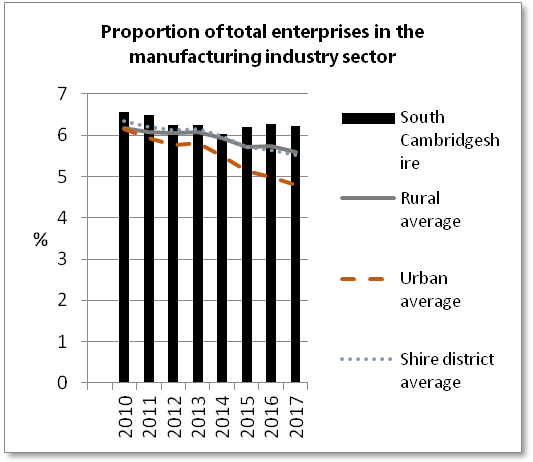 Proportion of total enterprises in the
manufacturing industry sector
7
6
5
4
3
2
1
0
%
2010
2011
2012
2013
2014
2015
2016
2017
South
Cambridgesh
ire
Rural
average
Urban
average
Shire district
average